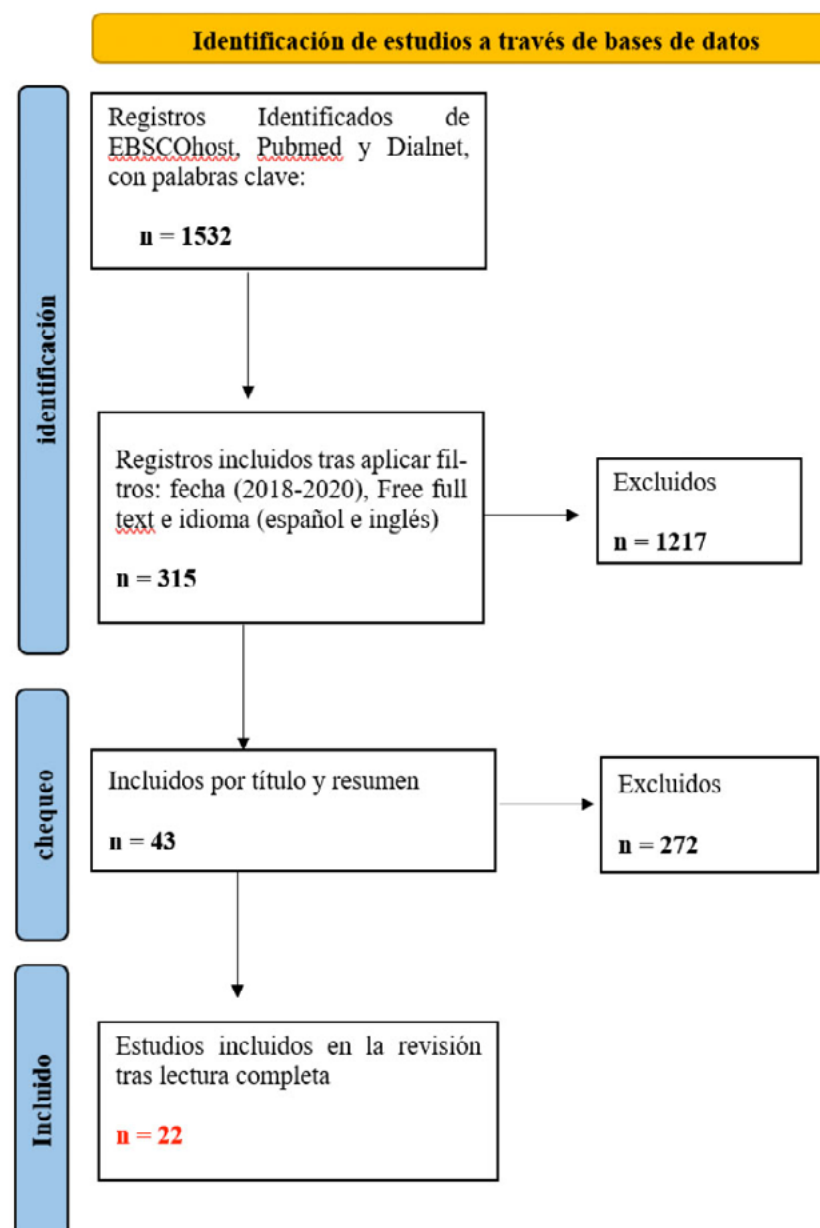 Identificación de estudios a través de bases de datos
identificación
Registros Identificados de
EBSCOhost, Pubmed y Dialnet,
con palabras clave:
n = 1532
Registros incluidos tras aplicar fil-
tros: fecha (2018-2020), Free full
text e idioma (español e inglés)
n = 315
Excluidos
n = 1217
chequeo
Incluidos por título y resumen
n = 43
Excluidos
n = 272
Incluido
Estudios incluidos en la revisión
tras lectura completa
n = 22